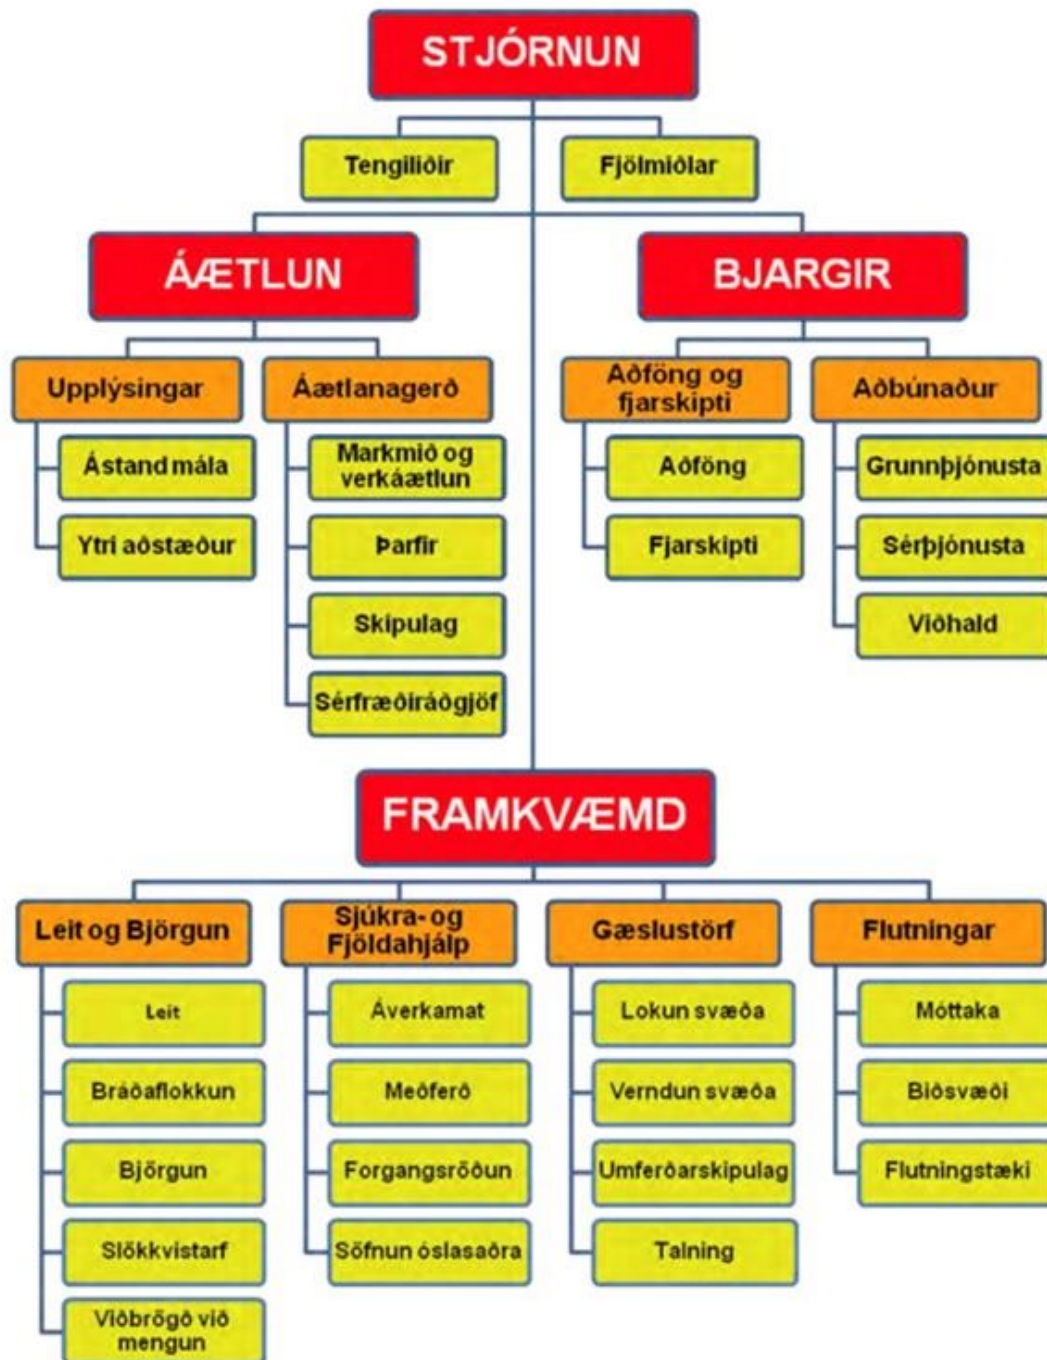 STJÓRNUN
Tengiliðir
Fjölmiðlar
ÁÆTLUN
BJARGIR
Upplýsingar
Áætlanagerð
Aðföng og
fjarskipti
Aðbúnaður
Ástand mála
Markmið og
verkáætlun
Aðföng
Grunnþjónusta
Ytri aðstæður
Þarfir
Fjarskipti
Sérþjónusta
Skipulag
Viðhald
Sérfræðiráðgjöf
FRAMKVÆMD
Leit og Björgun
Sjúkra- og
Fjöldahjálp
Gæslustörf
Flutningar
Leit
Áverkamat
Lokun svæða
Móttaka
Bráðaflokkun
Meðferð
Verndun svæða
Biðsvæði
Björgun
Forgangsröðun
Umferðarskipulag
Flutningstæki
Slökkvistarf
Söfnun óslasaðra
Talning
Viðbrögð við
mengun